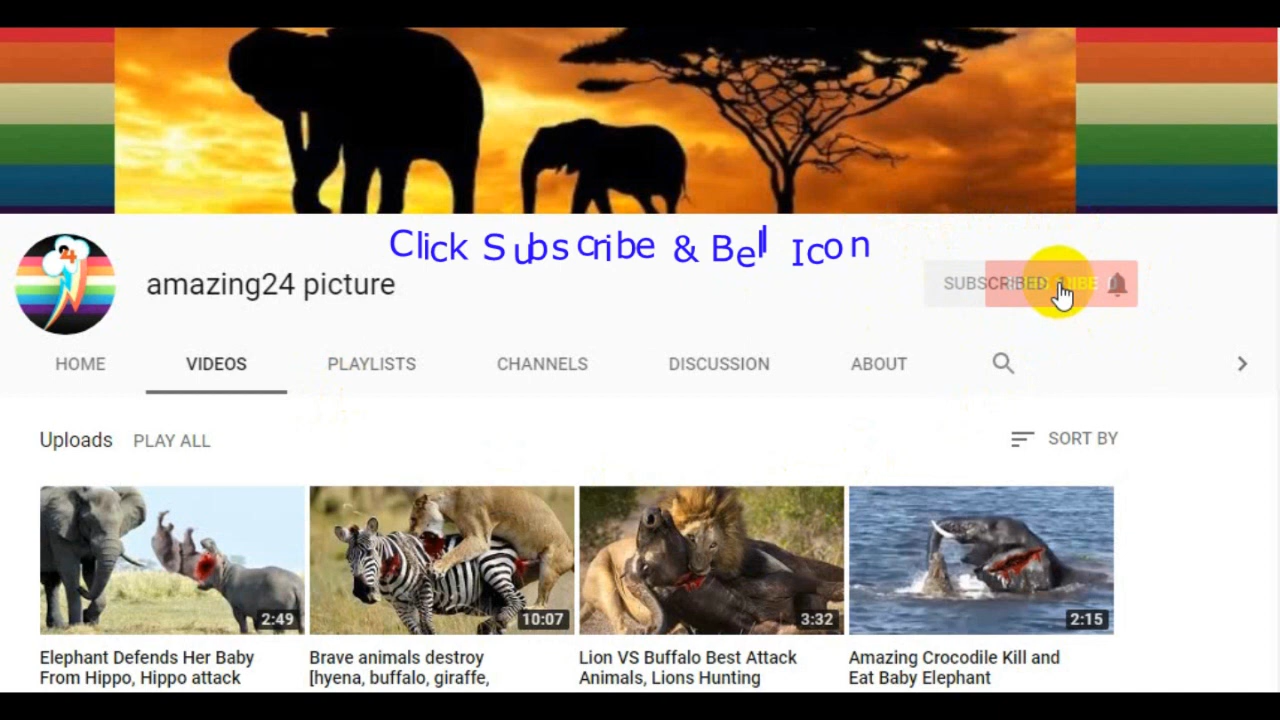 Click Subscribe & Bell Icon
4
amazing24 picture
SUBSCRIBED
HOME VIDEOS PLAYLISTS CHANNELS DISCUSSION ABOUT
Uploads PLAY ALL SORT BY
2:49 10:07 3:32 2:15
Elephant Defends Her Baby
From Hippo, Hippo attack
Brave animals destroy
[hyena, buffalo, giraffe,
Lion VS Buffalo Best Attack
Animals, Lions Hunting
Amazing Crocodile Kill and
Eat Baby Elephant